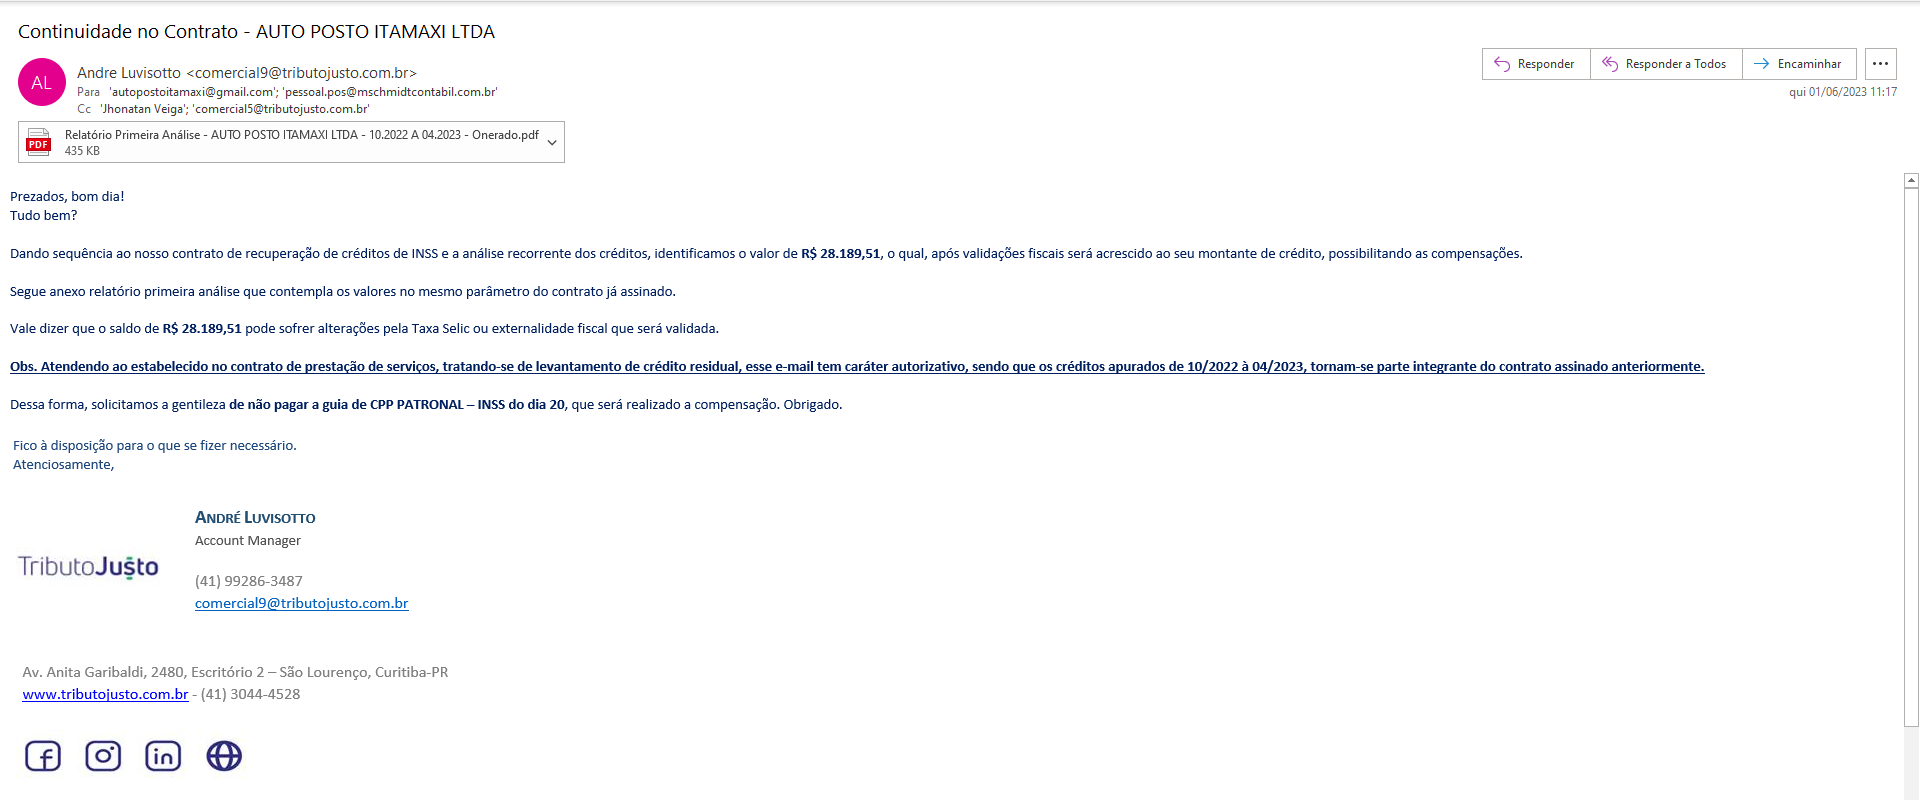 Continuidade no Contrato - AUTO POSTO ITAMAXI LTDA
AL
Andre Luvisotto <comercial9@tributojusto.com.br>
Para 'autopostoitamaxi@gmail.com'; 'pessoal.pos@mschmidtcontabil.com.br'
Cc 'Jhonatan Veiga'; 'comercial5@tributojusto.com.br'
Responder
Responder a Todos
Encaminhar
qui 01/06/2023 11:17
PDF
Relatório Primeira Análise - AUTO POSTO ITAMAXI LTDA - 10.2022 A 04.2023 - Onerado.pdf
435 KB
Prezados, bom dia!
Tudo bem?
Dando sequência ao nosso contrato de recuperação de créditos de INSS e a análise recorrente dos créditos, identificamos o valor de R$ 28.189,51, o qual, após validações fiscais será acrescido ao seu montante de crédito, possibilitando as compensações.
Segue anexo relatório primeira análise que contempla os valores no mesmo parâmetro do contrato já assinado.
Vale dizer que o saldo de R$ 28.189,51 pode sofrer alterações pela Taxa Selic ou externalidade fiscal que será validada.
Obs. Atendendo ao estabelecido no contrato de prestação de serviços, tratando-se de levantamento de crédito residual, esse e-mail tem caráter autorizativo, sendo que os créditos apurados de 10/2022 à 04/2023, tornam-se parte integrante do contrato assinado anteriormente.
Dessa forma, solicitamos a gentileza de não pagar a guia de CPP PATRONAL – INSS do dia 20, que será realizado a compensação. Obrigado.
Fico à disposição para o que se fizer necessário.
Atenciosamente,
ANDRÉ LUVISOTTO
Account Manager
TributoJusto
(41) 99286-3487
comercial9@tributojusto.com.br
Av. Anita Garibaldi, 2480, Escritório 2 – São Lourenço, Curitiba-PR
www.tributojusto.com.br - (41) 3044-4528